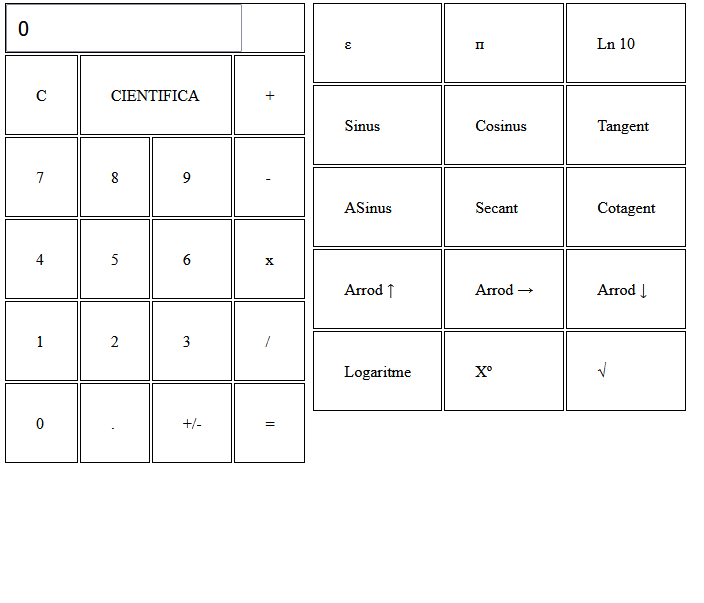 0
C CIENTIFICA +
7 8 9 -
4 5 6 x
1 2 3 /
0 . +/- =
ε π Ln 10
Sinus Cosinus Tangent
ASinus Secant Cotagent
Arrod ↑ Arrod → Arrod ↓
Logaritme Xº √